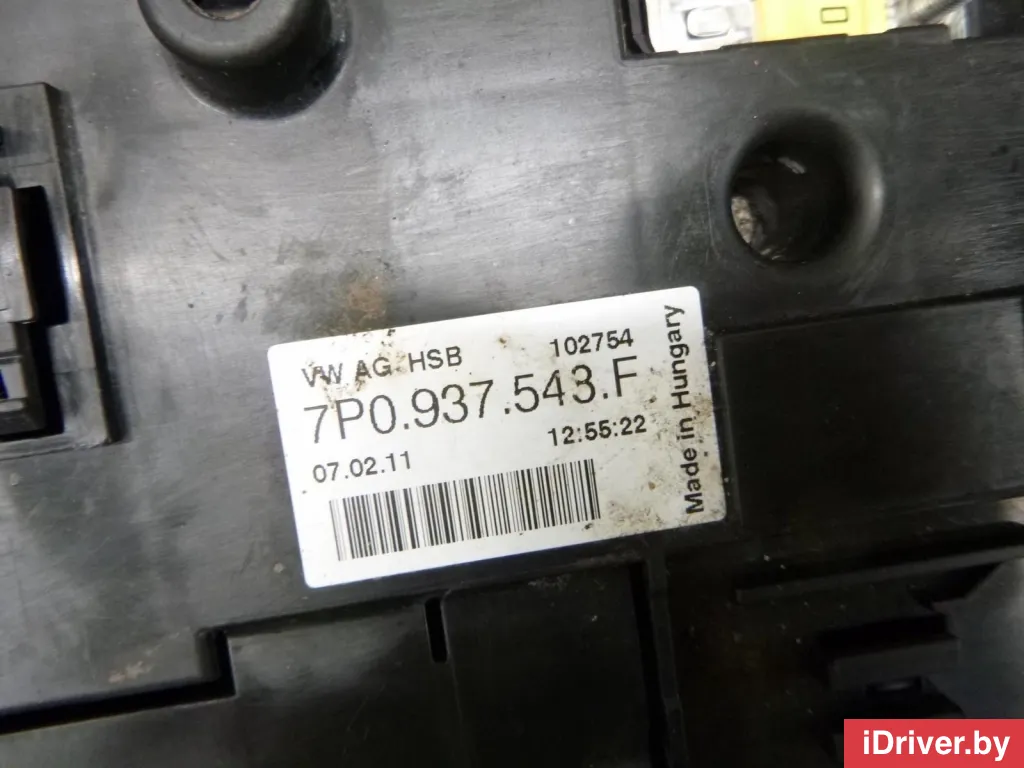 VW AG HSB 102754
7P0.937.543.F
07.02.11 12:55:22
Made in Hungary
iDriver.by